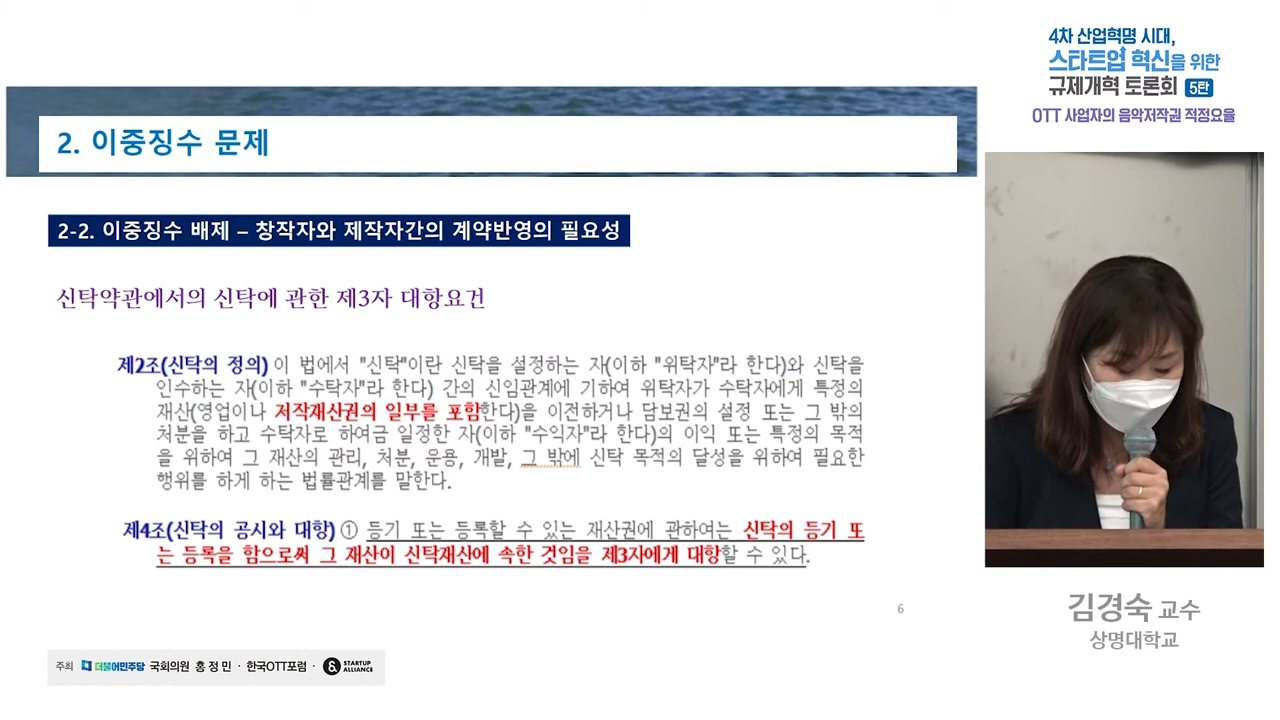 4차 산업혁명 시대,
스타트업 혁신을 위한
규제개혁 토론회 5탄
OTT 사업자의 음악저작권 적정요율
2. 이중징수 문제
2-2. 이중징수 배제 – 창작자와 제작자간의 계약반영의 필요성
신탁약관에서의 신탁에 관한 제3자 대항요건
제2조(신탁의 정의) 이 법에서 "신탁"이란 신탁을 설정하는 자(이하 "위탁자"라 한다)와 신탁을
인수하는 자(이하 "수탁자"라 한다) 간의 신임관계에 기하여 위탁자가 수탁자에게 특정의
재산(영업이나 저작재산권의 일부를 포함한다)을 이전하거나 담보권의 설정 또는 그 밖의
처분을 하고 수탁자로 하여금 일정한 자(이하 "수익자"라 한다)의 이익 또는 특정의 목적
을 위하여 그 재산의 관리, 처분, 운용, 개발, 그 밖에 신탁 목적의 달성을 위하여 필요한
행위를 하게 하는 법률관계를 말한다.
제4조(신탁의 공시와 대항) ① 등기 또는 등록할 수 있는 재산권에 관하여는 신탁의 등기 또
는 등록을 함으로써 그 재산이 신탁재산에 속한 것임을 제3자에게 대항할 수 있다.
6
김경숙 교수
상명대학교
주최 더불어민주당 국회의원 홍정민 · 한국OTT포럼 · & STARTUP
ALLIANCE